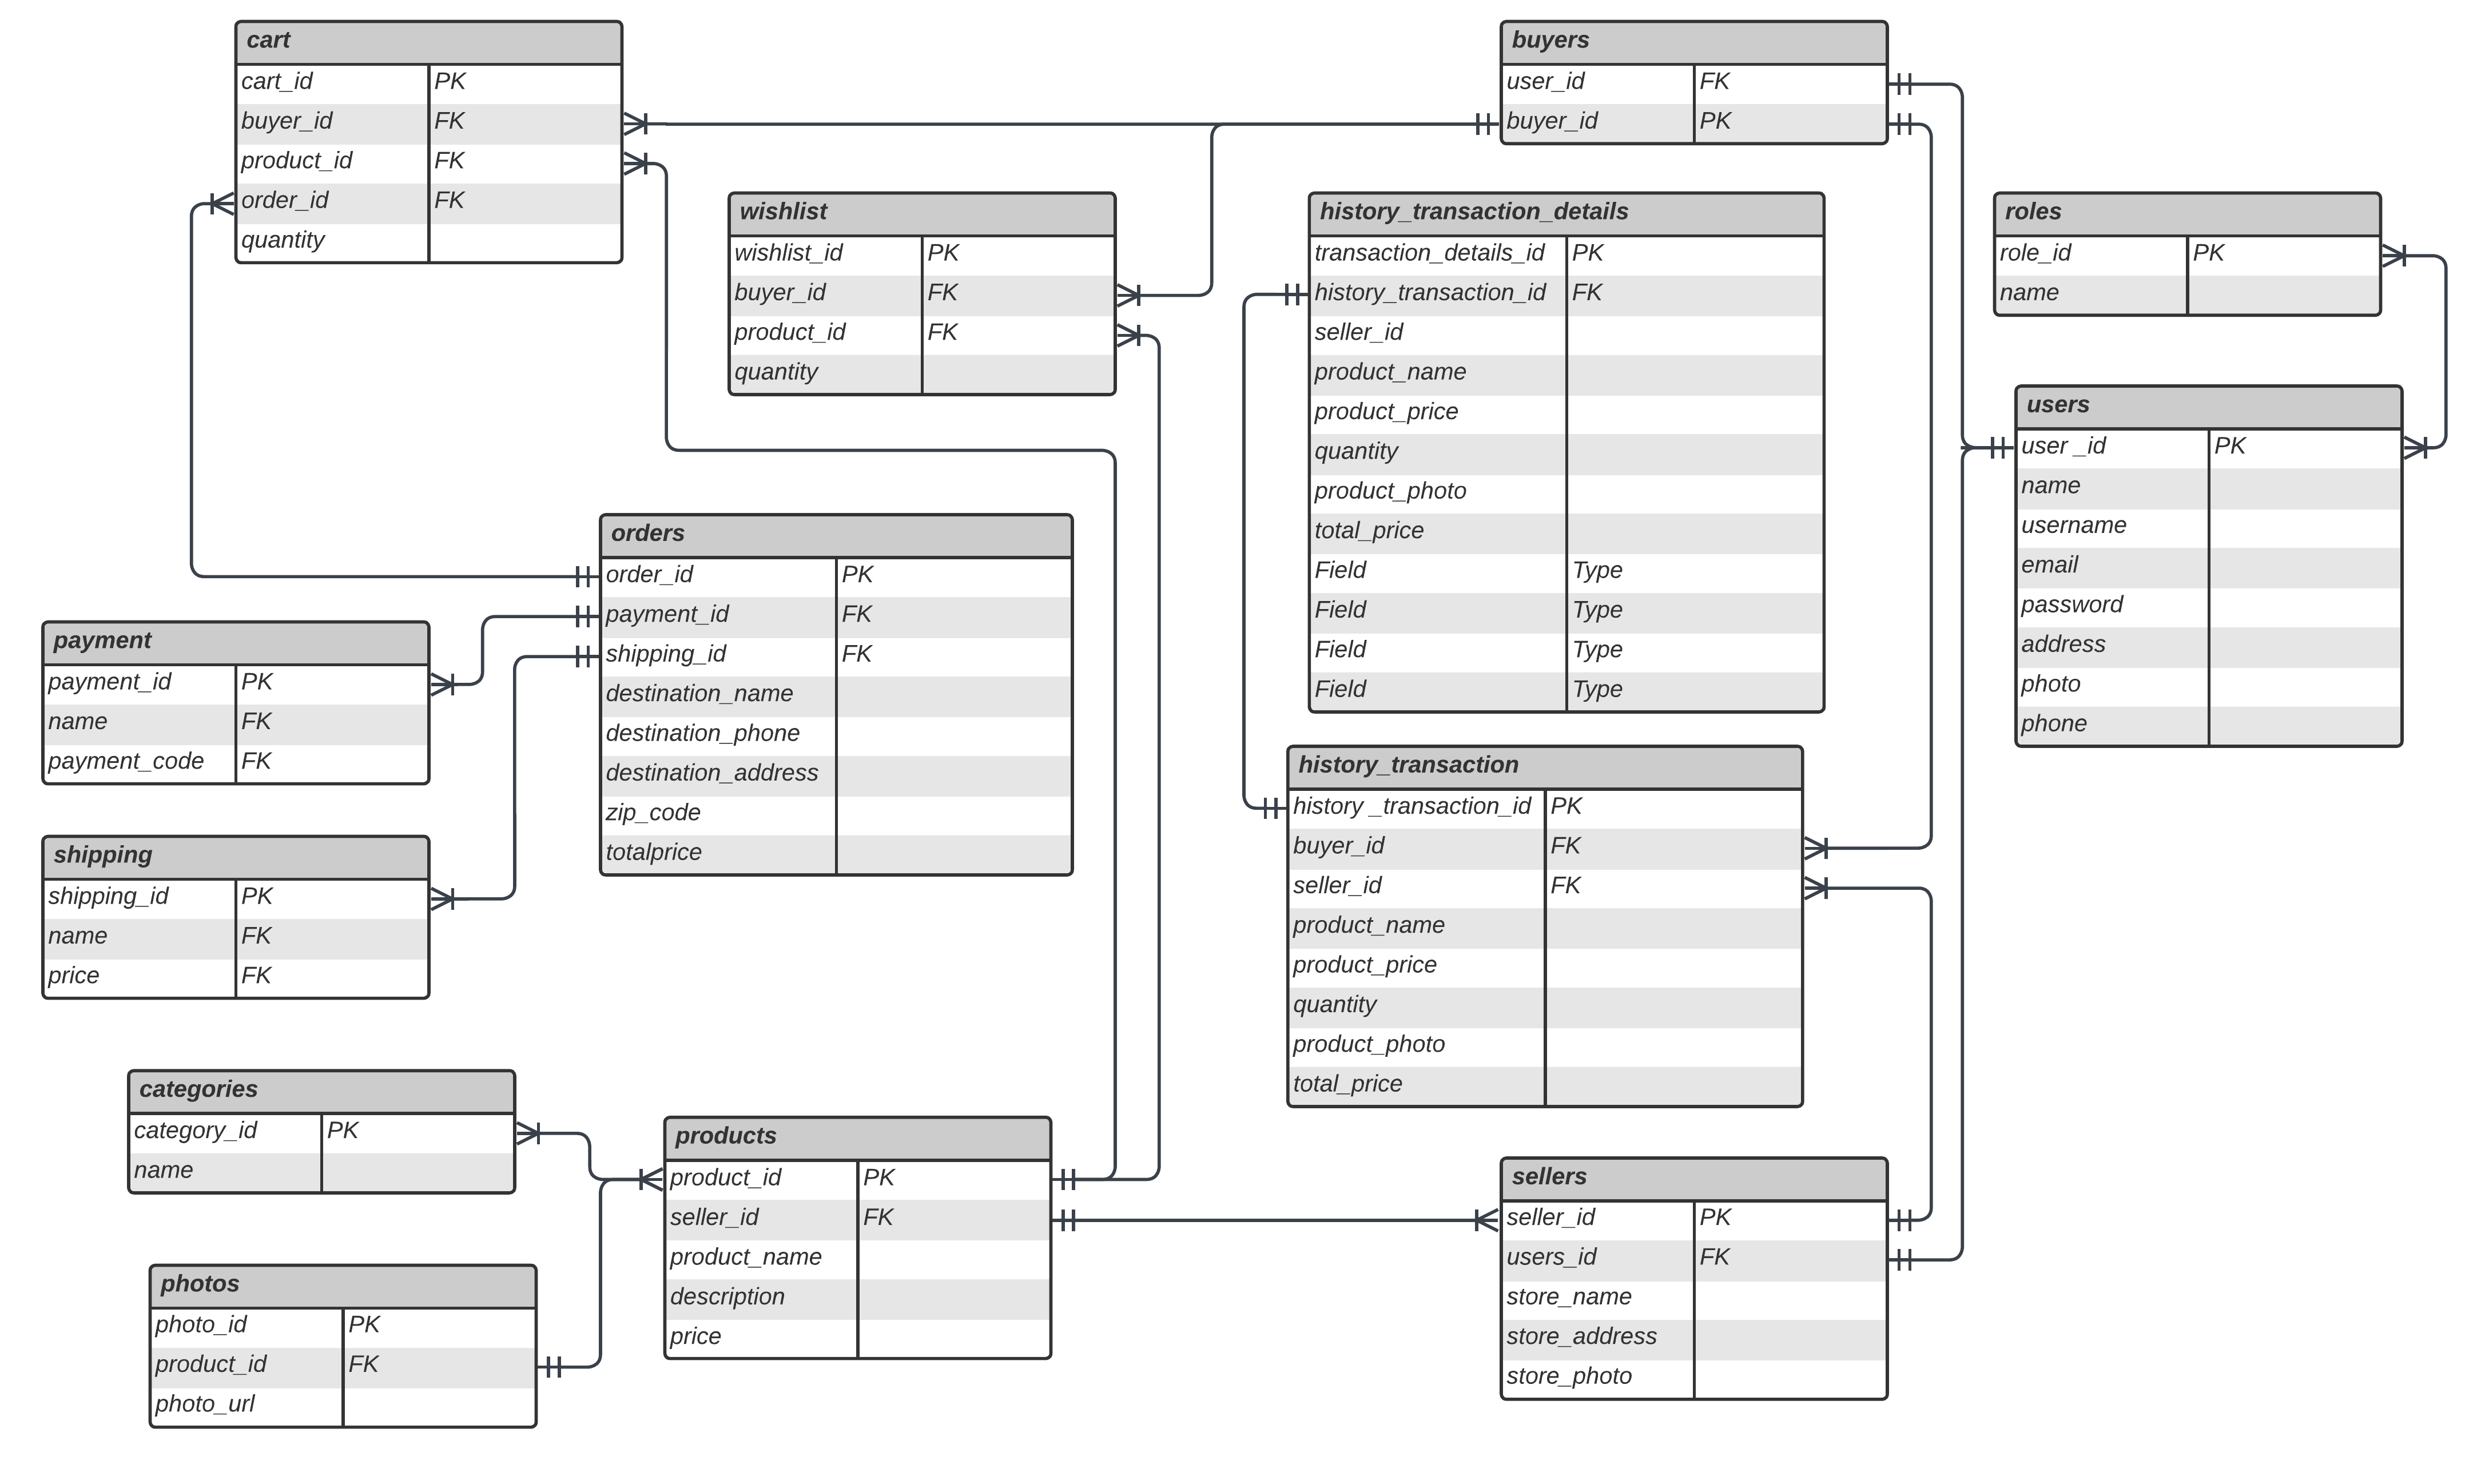 cart
cart_id PK
buyer_id FK
product_id FK
order_id FK
quantity
buyers
user_id FK
buyer_id PK
wishlist
wishlist_id PK
buyer_id FK
product_id FK
quantity
history_transaction_details
transaction_details_id PK
history_transaction_id FK
seller_id
product_name
product_price
quantity
product_photo
total_price
Field Type
Field Type
Field Type
Field Type
roles
role_id PK
name
users
user _id PK
name
username
email
password
address
photo
phone
orders
order_id PK
payment_id FK
shipping_id FK
destination_name
destination_phone
destination_address
zip_code
totalprice
payment
payment_id PK
name FK
payment_code FK
shipping
shipping_id PK
name FK
price FK
history_transaction
history _transaction_id PK
buyer_id FK
seller_id FK
product_name
product_price
quantity
product_photo
total_price
categories
category_id PK
name
products
product_id PK
seller_id FK
product_name
description
price
sellers
seller_id PK
users_id FK
store_name
store_address
store_photo
photos
photo_id PK
product_id FK
photo_url